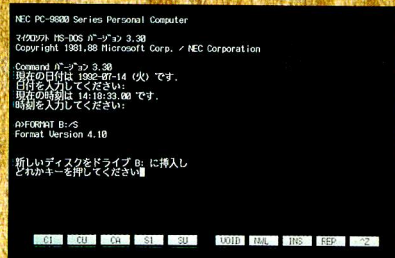 NEC PC-9800 Series Personal Computer
マイクロソフト MS-DOS バージョン 3.30
Copyright 1981,88 Microsoft Corp. / NEC Corporation
Command バージョン 3.30
現在の日付は 1992-07-14 (火) です.
日付を入力してください:
現在の時刻は 14:18:33.00 です.
時刻を入力してください:
A>FORMAT B:/S
Format Version 4.10
新しいディスクをドライブ B: に挿入し
どれかキーを押してください
C1 CU CA S1 SU VOID NWL INS REP ^Z